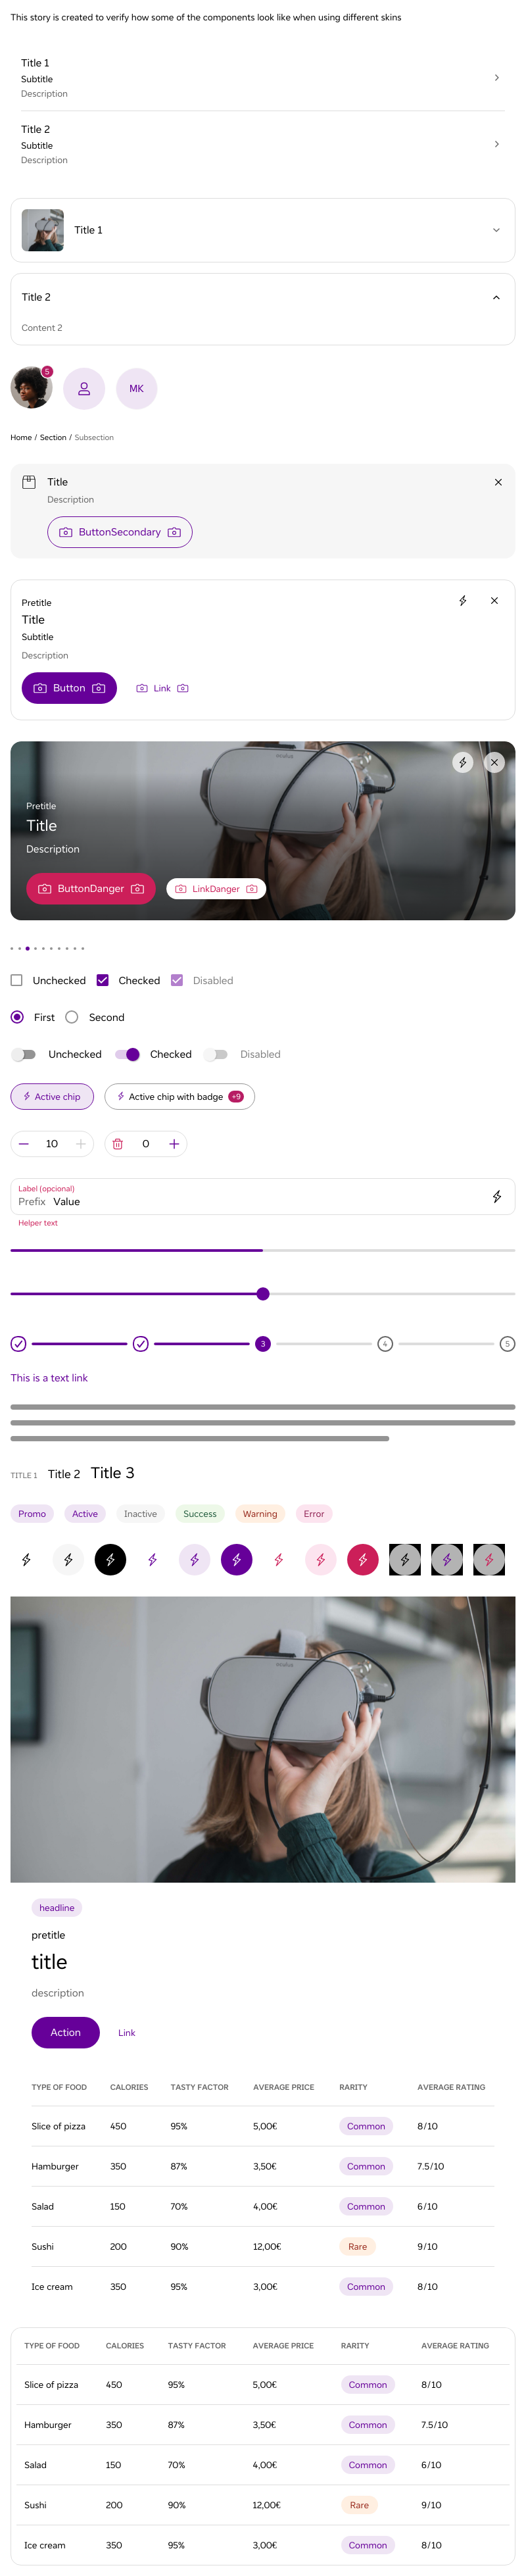 This story is created to verify how some of the components look like when using different skins
Title 1
Subtitle
Description
Title 2
Subtitle
Description
Title 1
Title 2
Content 2
5
MK
Home / Section / Subsection
Title
Description
ButtonSecondary
Pretitle
Title
Subtitle
Description
Button Link
oculus
Pretitle
Title
Description
ButtonDanger LinkDanger
Unchecked Checked Disabled
First Second
Unchecked Checked Disabled
Active chip Active chip with badge +9
10 0
Label (opcional)
Prefix Value
Helper text
3 4 5
This is a text link
TITLE 1 Title 2 Title 3
Promo Active Inactive Success Warning Error
oculus
headline
pretitle
title
description
Action Link
TYPE OF FOOD CALORIES TASTY FACTOR AVERAGE PRICE RARITY AVERAGE RATING
Slice of pizza 450 95% 5,00€ Common 8/10
Hamburger 350 87% 3,50€ Common 7.5/10
Salad 150 70% 4,00€ Common 6/10
Sushi 200 90% 12,00€ Rare 9/10
Ice cream 350 95% 3,00€ Common 8/10
TYPE OF FOOD CALORIES TASTY FACTOR AVERAGE PRICE RARITY AVERAGE RATING
Slice of pizza 450 95% 5,00€ Common 8/10
Hamburger 350 87% 3,50€ Common 7.5/10
Salad 150 70% 4,00€ Common 6/10
Sushi 200 90% 12,00€ Rare 9/10
Ice cream 350 95% 3,00€ Common 8/10